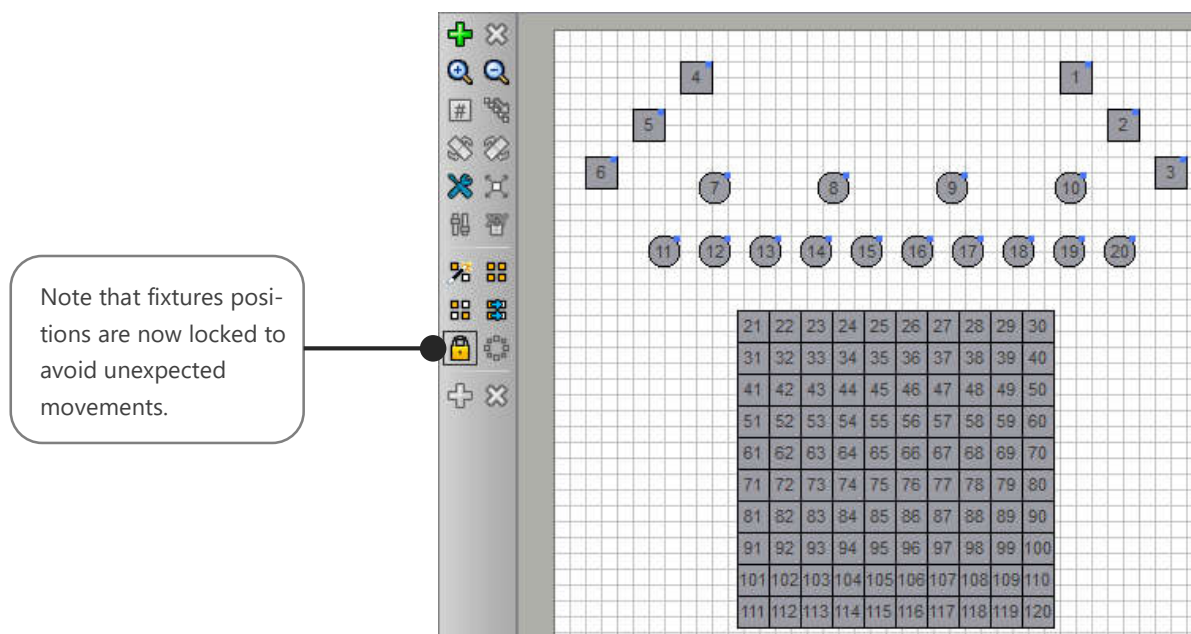 Note that fixtures posi-
tions are now locked to
avoid unexpected
movements.
#
4 1
5 2
6 3
7 8 9 10
11 12 13 14 15 16 17 18 19 20
21 22 23 24 25 26 27 28 29 30
31 32 33 34 35 36 37 38 39 40
41 42 43 44 45 46 47 48 49 50
51 52 53 54 55 56 57 58 59 60
61 62 63 64 65 66 67 68 69 70
71 72 73 74 75 76 77 78 79 80
81 82 83 84 85 86 87 88 89 90
91 92 93 94 95 96 97 98 99 100
101 102 103 104 105 106 107 108 109 110
111 112 113 114 115 116 117 118 119 120